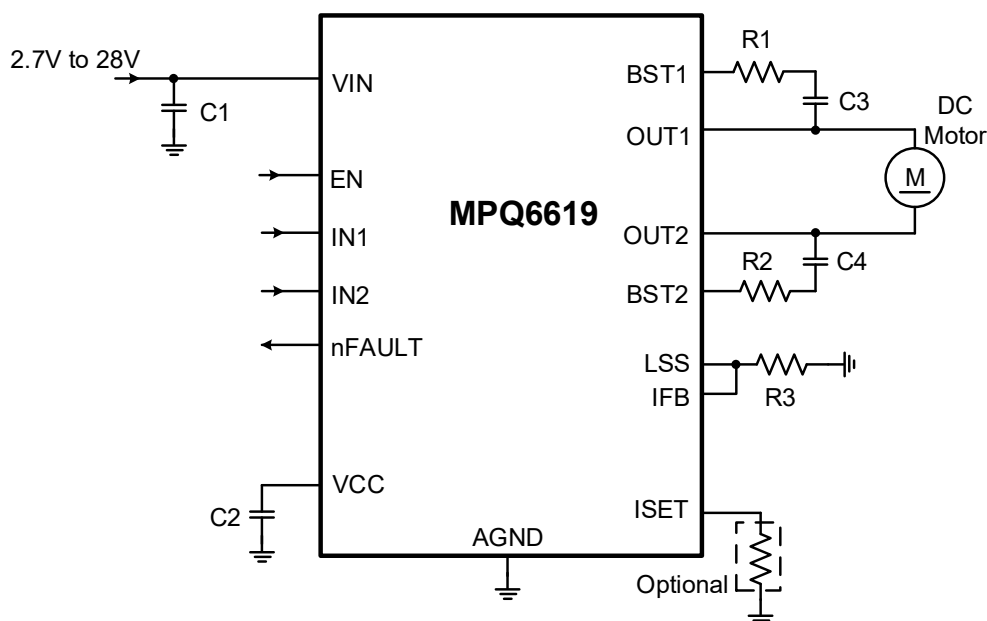 2.7V to 28V
C1
VIN
EN
IN1
IN2
nFAULT
VCC
C2
AGND
MPQ6619
BST1
R1
C3
OUT1
DC
Motor
M
OUT2
C4
R2
BST2
LSS
IFB
R3
ISET
Optional